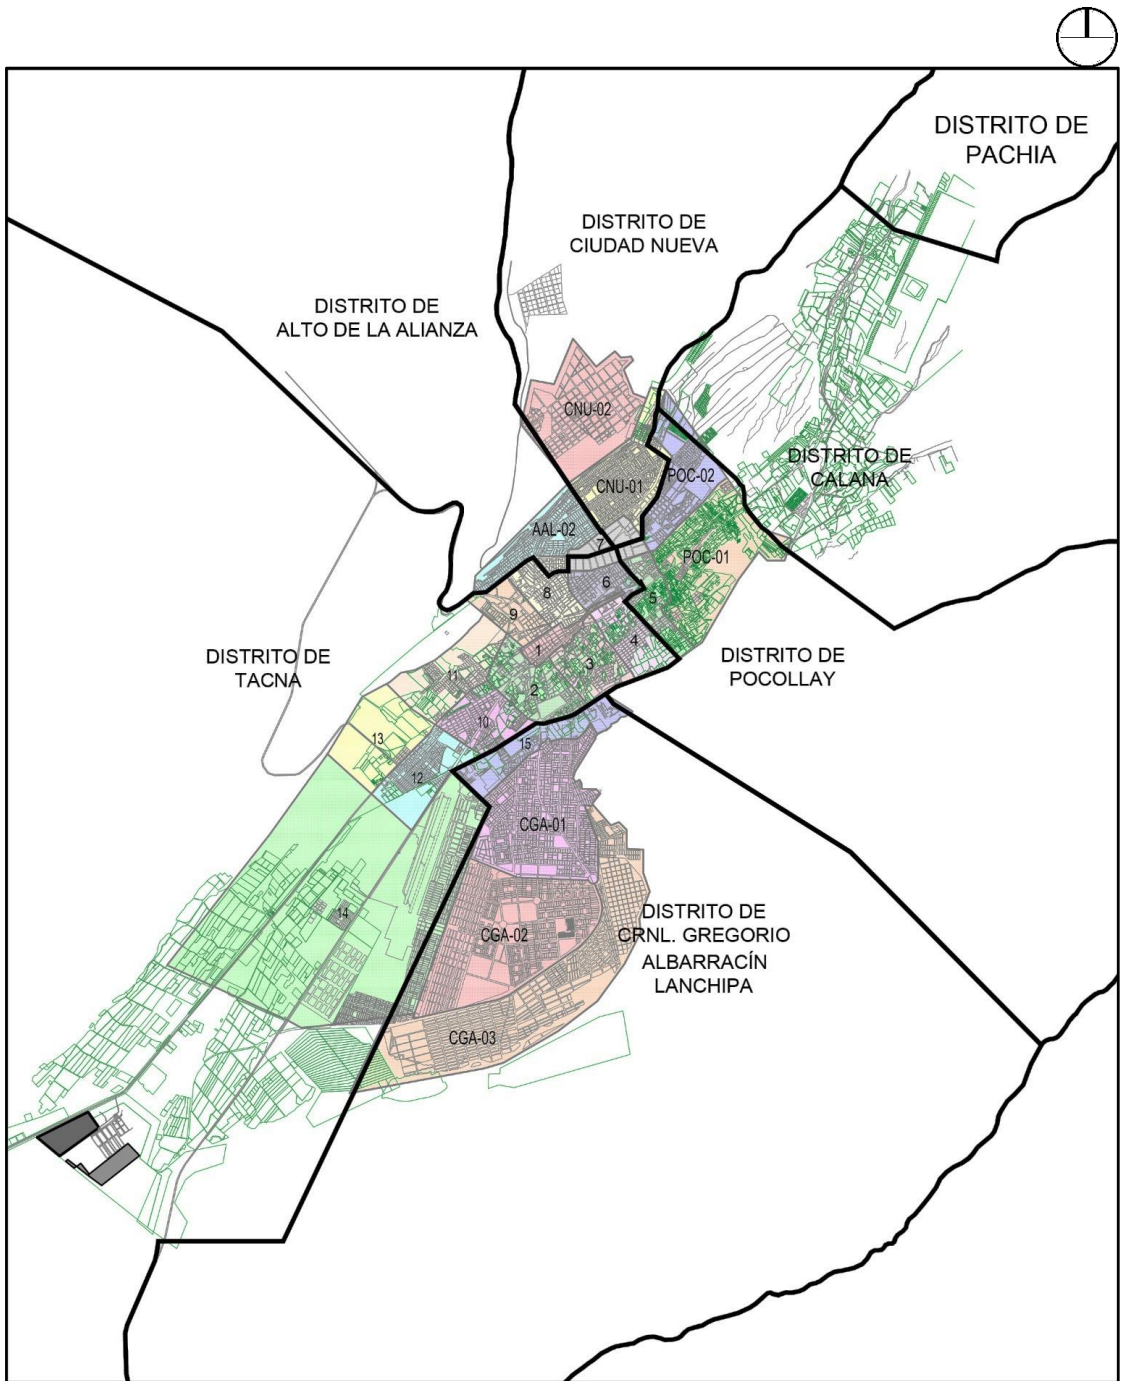 DISTRITO DE
PACHIA
DISTRITO DE
CIUDAD NUEVA
DISTRITO DE
ALTO DE LA ALIANZA
CNU-02
DISTRITO DE
CALANA
POC-02
CNU-01
AAL-02
7
POC-01
6
8
5
9
4
1
3
DISTRITO DE
TACNA
DISTRITO DE
POCOLLAY
11
2
10
13
15
12
CGA-01
14
CGA-02
DISTRITO DE
CRNL. GREGORIO
ALBARRACÍN
LANCHIPA
CGA-03